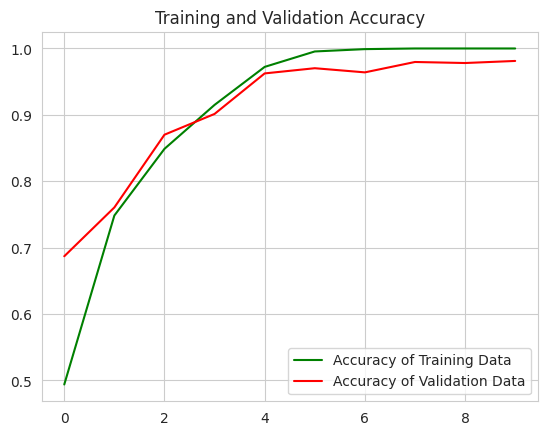 Training and Validation Accuracy
1.0
0.9
0.8
0.7
0.6
0.5
0 2 4 6 8
Accuracy of Training Data
Accuracy of Validation Data